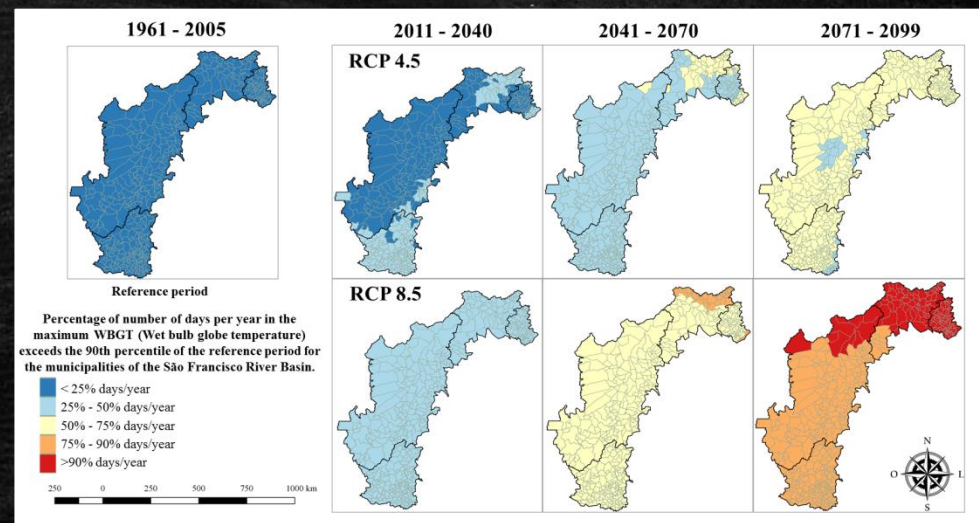 1961 - 2005
2011 - 2040
2041 - 2070
2071 - 2099
RCP 4.5
Reference period
RCP 8.5
Percentage of number of days per year in the
maximum WBGT (Wet bulb globe temperature)
exceeds the 90th percentile of the reference period for
the municipalities of the São Francisco River Basin.
< 25% days/year
25% - 50% days/year
50% - 75% days/year
75% - 90% days/year
>90% days/year
250 0 250 500 750 1000 km
N
O L
S